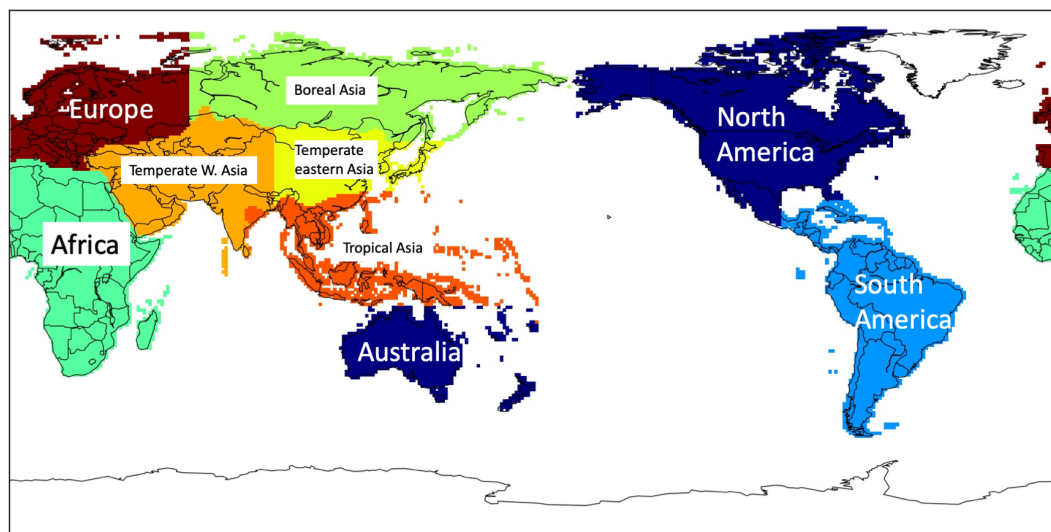 Europe
Boreal Asia
North
America
Temperate W. Asia
Temperate
eastern Asia
Africa
Tropical Asia
South
America
Australia